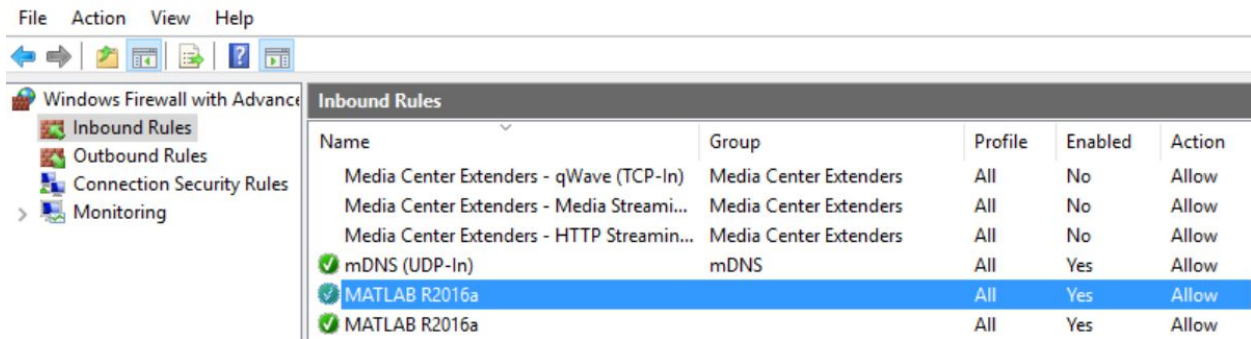 File Action View Help
Windows Firewall with Advance
Inbound Rules
Outbound Rules
Connection Security Rules
Monitoring
Inbound Rules
Name Group Profile Enabled Action
Media Center Extenders - qWave (TCP-In) Media Center Extenders All No Allow
Media Center Extenders - Media Streami... Media Center Extenders All No Allow
Media Center Extenders - HTTP Streamin... Media Center Extenders All No Allow
mDNS (UDP-In) mDNS All Yes Allow
MATLAB R2016a All Yes Allow
MATLAB R2016a All Yes Allow